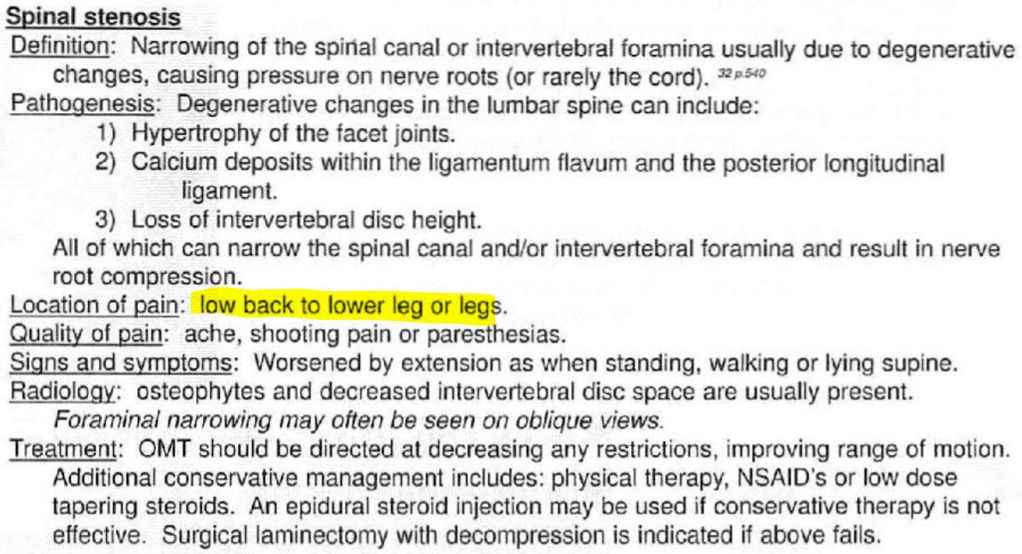 Spinal stenosis
Definition: Narrowing of the spinal canal or intervertebral foramina usually due to degenerative
changes, causing pressure on nerve roots (or rarely the cord). 32 p.540
Pathogenesis: Degenerative changes in the lumbar spine can include:
1) Hypertrophy of the facet joints.
2) Calcium deposits within the ligamentum flavum and the posterior longitudinal
ligament.
3) Loss of intervertebral disc height.
All of which can narrow the spinal canal and/or intervertebral foramina and result in nerve
root compression.
Location of pain: low back to lower leg or legs.
Quality of pain: ache, shooting pain or paresthesias.
Signs and symptoms: Worsened by extension as when standing, walking or lying supine.
Radiology: osteophytes and decreased intervertebral disc space are usually present.
Foraminal narrowing may often be seen on oblique views.
Treatment: OMT should be directed at decreasing any restrictions, improving range of motion.
Additional conservative management includes: physical therapy, NSAID's or low dose
tapering steroids. An epidural steroid injection may be used if conservative therapy is not
effective. Surgical laminectomy with decompression is indicated if above fails.